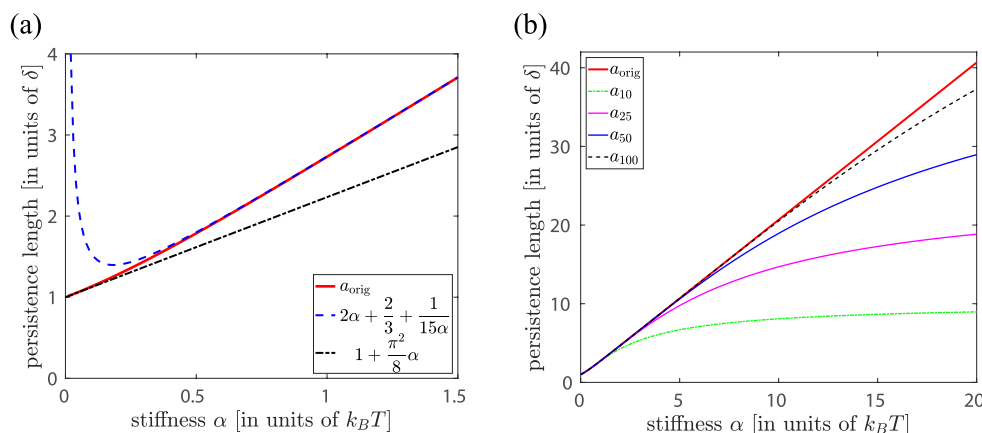 (a)
persistence length [in units of δ]
4
3
2
1
0
0 0.5 1 1.5
stiffness α [in units of k_BT]
a_orig
2α + 2/3 + 1/(15α)
1 + π²/8 α
(b)
persistence length [in units of δ]
40
30
20
10
0
0 5 10 15 20
stiffness α [in units of k_BT]
a_orig
a_10
a_25
a_50
a_100